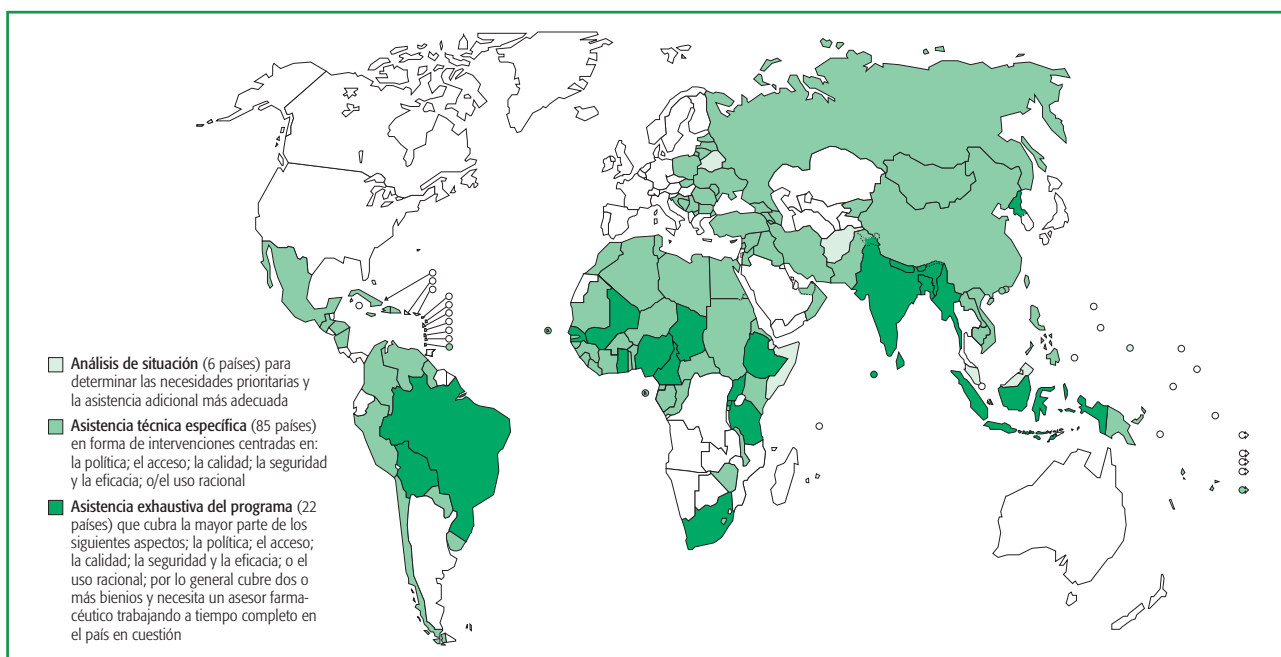 Análisis de situación (6 países) para
determinar las necesidades prioritarias y
la asistencia adicional más adecuada
Asistencia técnica específica (85 países)
en forma de intervenciones centradas en:
la política; el acceso; la calidad; la seguridad
y la eficacia; o/el uso racional
Asistencia exhaustiva del programa (22
países) que cubra la mayor parte de los
siguientes aspectos; la política; el acceso;
la calidad; la seguridad y la eficacia; o el
uso racional; por lo general cubre dos o
más bienios y necesita un asesor farma-
céutico trabajando a tiempo completo en
el país en cuestión